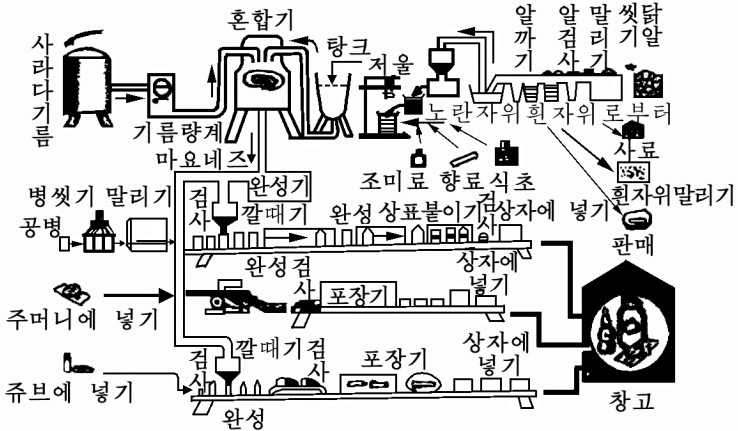 사라다기름
혼합기
탕크
저울
알까기
알검사
말리기
씻기
닭알
기름량계
노란자위
흰자위
로부터
마요네즈
조미료
향료
식초
사료
흰자위말리기
판매
병씻기
말리기
공병
검사
완성기
깔때기
완성
상표붙이기
검사
상자에 넣기
완성
검사
포장기
상자에 넣기
주머니에 넣기
쥬브에 넣기
검사
깔때기
완성
검사
포장기
상자에 넣기
창고